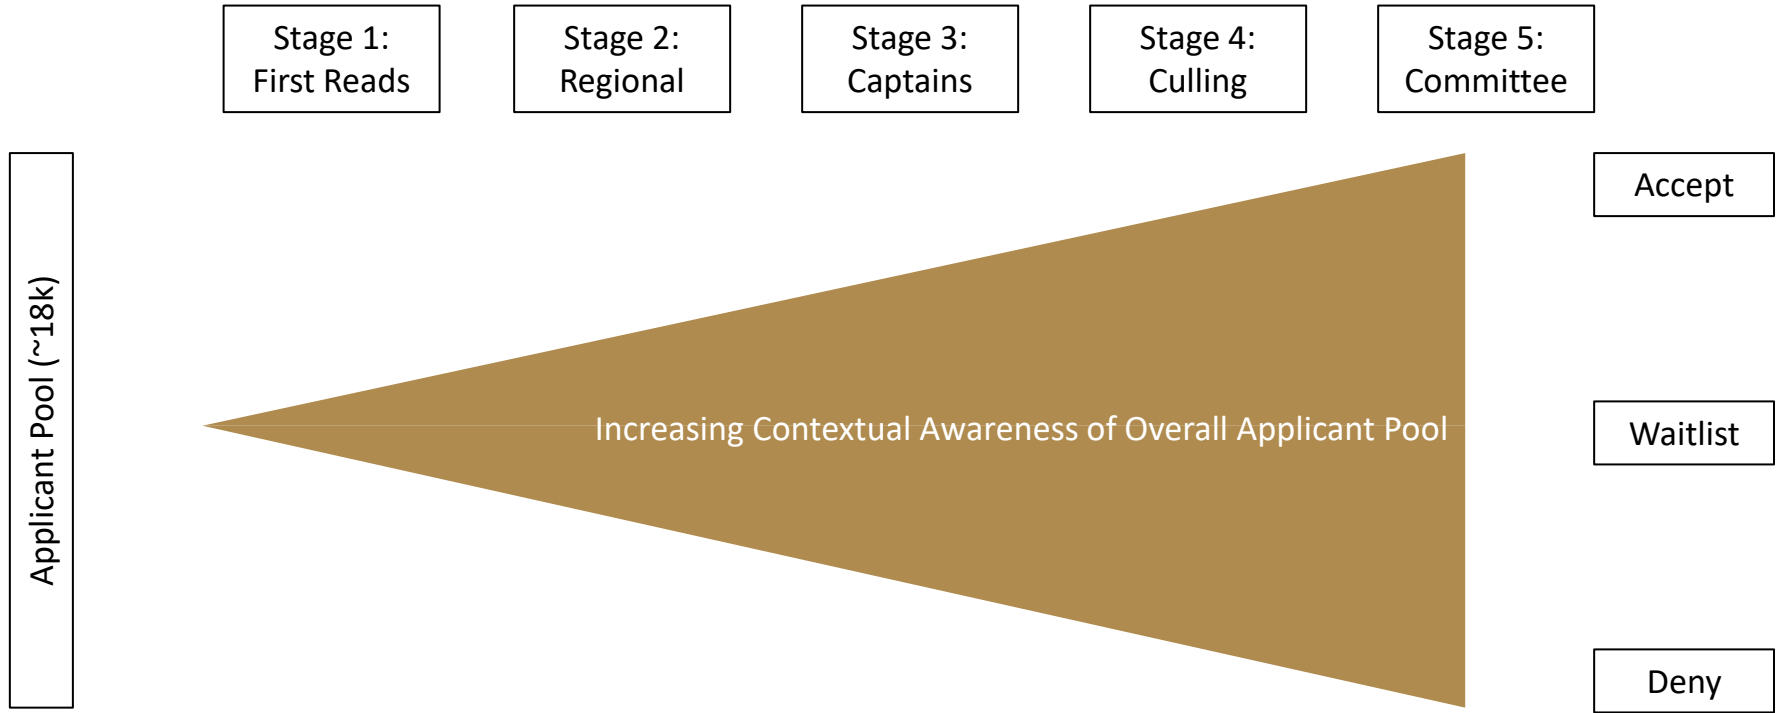 Stage 1:
First Reads
Stage 2:
Regional
Stage 3:
Captains
Stage 4:
Culling
Stage 5:
Committee
Applicant Pool (~18k)
Increasing Contextual Awareness of Overall Applicant Pool
Accept
Waitlist
Deny